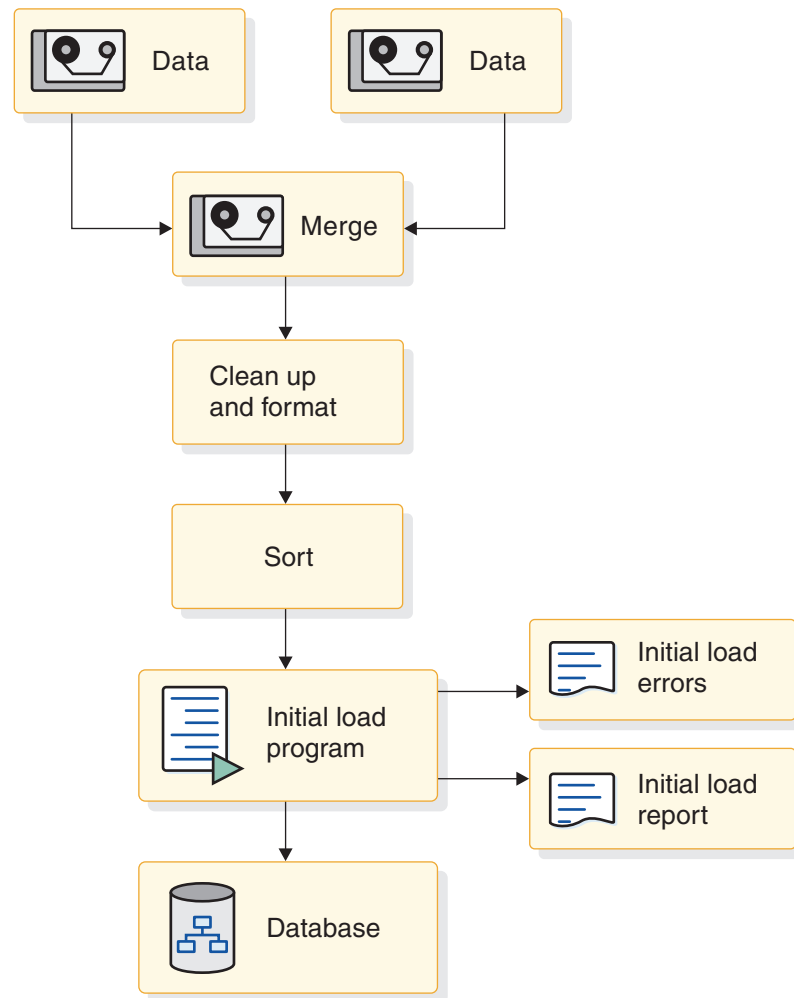 Data
Data
Merge
Clean up
and format
Sort
Initial load
errors
Initial load
program
Initial load
report
Database